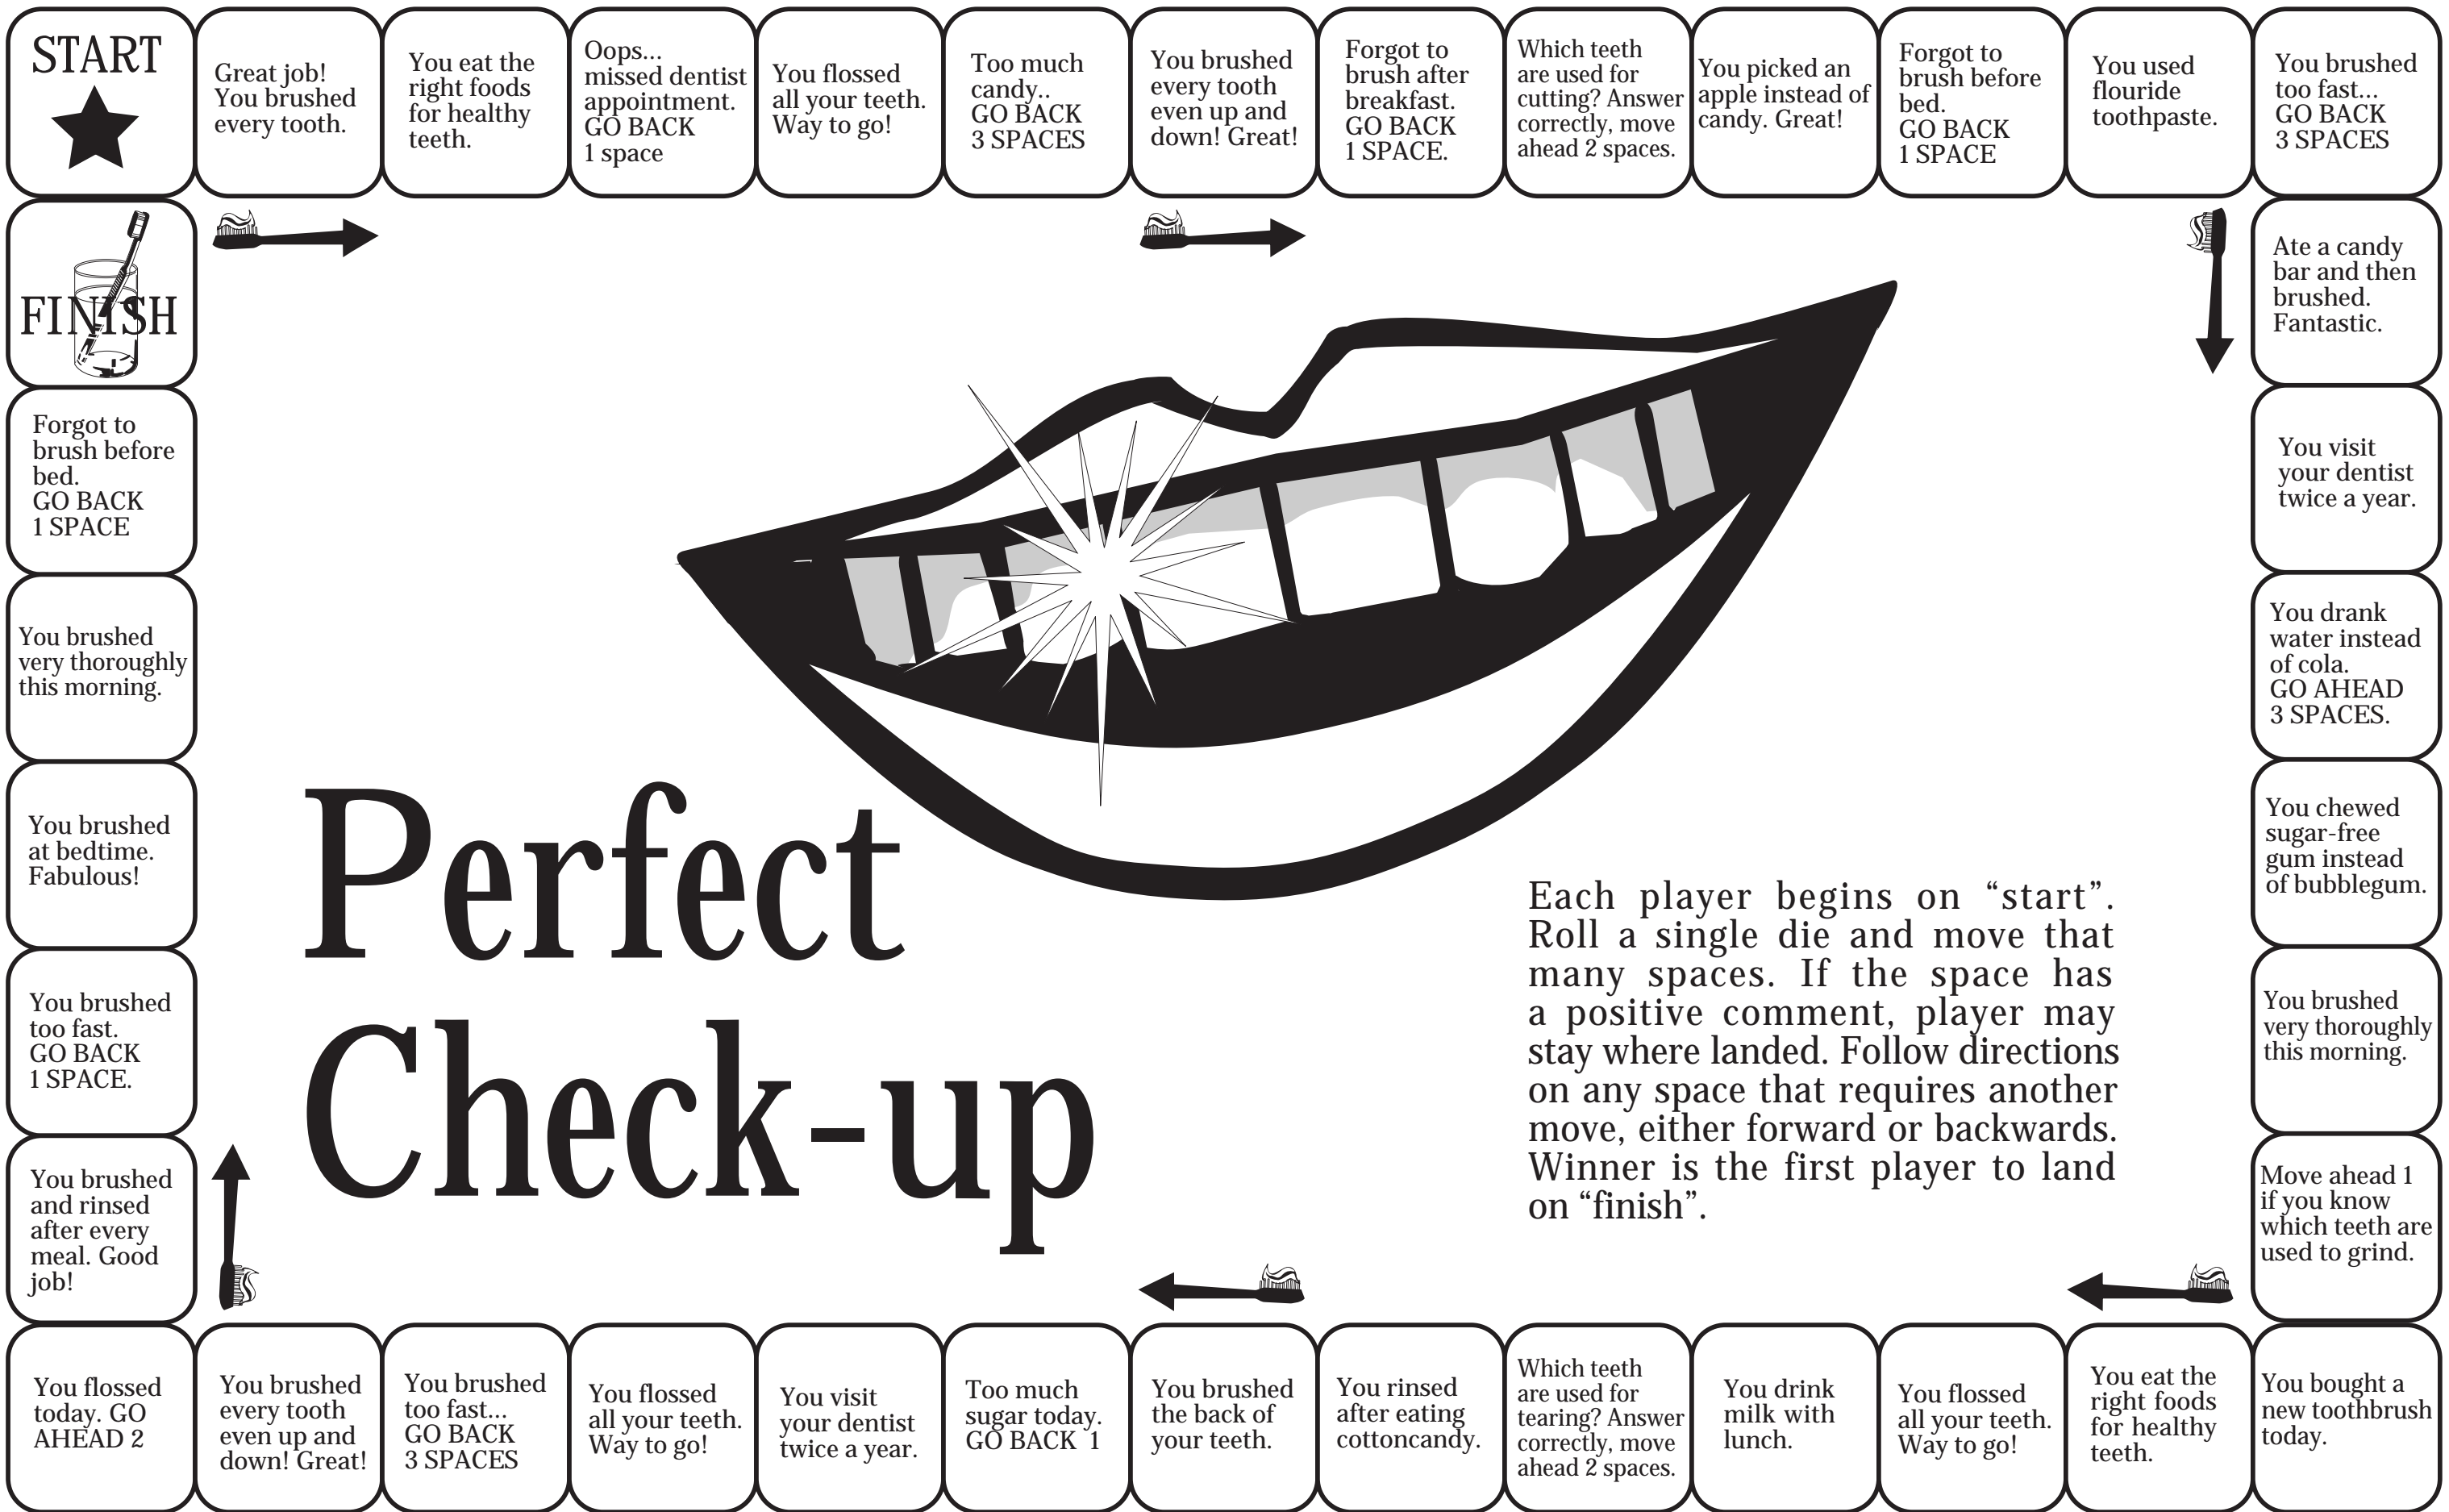 START
Great job!
You brushed
every tooth.
You eat the
right foods
for healthy
teeth.
Oops...
missed dentist
appointment.
GO BACK
1 space
You flossed
all your teeth.
Way to go!
Too much
candy..
GO BACK
3 SPACES
You brushed
every tooth
even up and
down! Great!
Forgot to
brush after
breakfast.
GO BACK
1 SPACE.
Which teeth
are used for
cutting? Answer
correctly, move
ahead 2 spaces.
You picked an
apple instead of
candy. Great!
Forgot to
brush before
bed.
GO BACK
1 SPACE
You used
flouride
toothpaste.
You brushed
too fast...
GO BACK
3 SPACES
Ate a candy
bar and then
brushed.
Fantastic.
You visit
your dentist
twice a year.
You drank
water instead
of cola.
GO AHEAD
3 SPACES.
You chewed
sugar-free
gum instead
of bubblegum.
You brushed
very thoroughly
this morning.
Move ahead 1
if you know
which teeth are
used to grind.
You bought a
new toothbrush
today.
You eat the
right foods
for healthy
teeth.
You flossed
all your teeth.
Way to go!
You drink
milk with
lunch.
Which teeth
are used for
tearing? Answer
correctly, move
ahead 2 spaces.
You rinsed
after eating
cottoncandy.
You brushed
the back of
your teeth.
Too much
sugar today.
GO BACK 1
You visit
your dentist
twice a year.
You flossed
all your teeth.
Way to go!
You brushed
too fast...
GO BACK
3 SPACES
You brushed
every tooth
even up and
down! Great!
You flossed
today. GO
AHEAD 2
You brushed
and rinsed
after every
meal. Good
job!
You brushed
too fast.
GO BACK
1 SPACE.
You brushed
at bedtime.
Fabulous!
You brushed
very thoroughly
this morning.
Forgot to
brush before
bed.
GO BACK
1 SPACE
FINISH
Perfect
Check-up
Each player begins on “start”.
Roll a single die and move that
many spaces. If the space has
a positive comment, player may
stay where landed. Follow directions
on any space that requires another
move, either forward or backwards.
Winner is the first player to land
on “finish”.